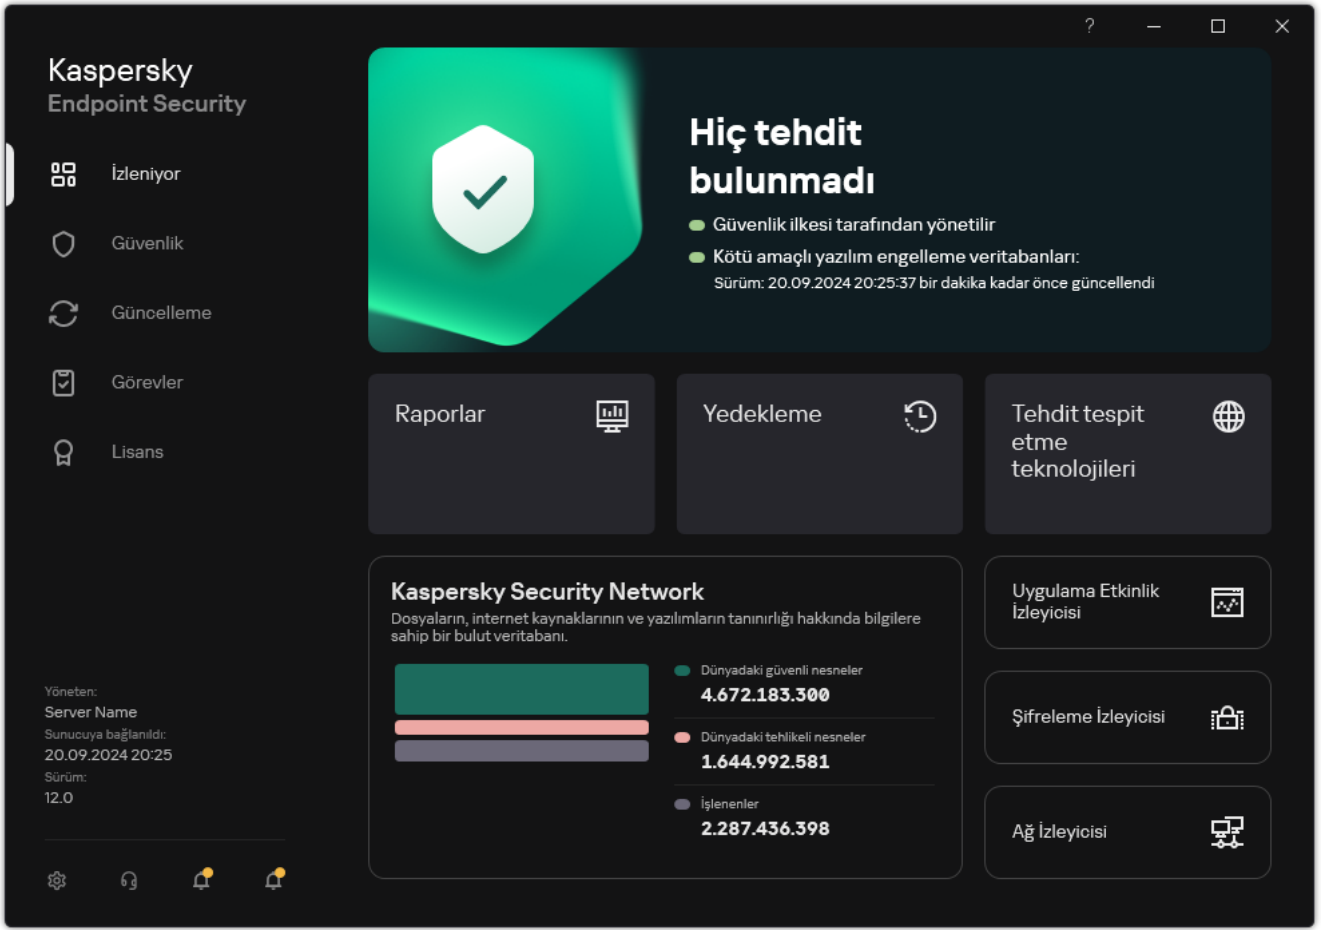 ?
Kaspersky
Endpoint Security
İzleniyor
Güvenlik
Güncelleme
Görevler
Lisans
Yöneten:
Server Name
Sunucuya bağlanıldı:
20.09.2024 20:25
Sürüm:
12.0
Hiç tehdit
bulunmadı
Güvenlik ilkesi tarafından yönetilir
Kötü amaçlı yazılım engelleme veritabanları:
Sürüm: 20.09.2024 20:25:37 bir dakika kadar önce güncellendi
Raporlar
Yedekleme
Tehdit tespit
etme
teknolojileri
Kaspersky Security Network
Dosyaların, internet kaynaklarının ve yazılımların tanınırlığı hakkında bilgilere
sahip bir bulut veritabanı.
Dünyadaki güvenli nesneler
4.672.183.300
Dünyadaki tehlikeli nesneler
1.644.992.581
İşlenenler
2.287.436.398
Uygulama Etkinlik
İzleyicisi
Şifreleme İzleyicisi
Ağ İzleyicisi